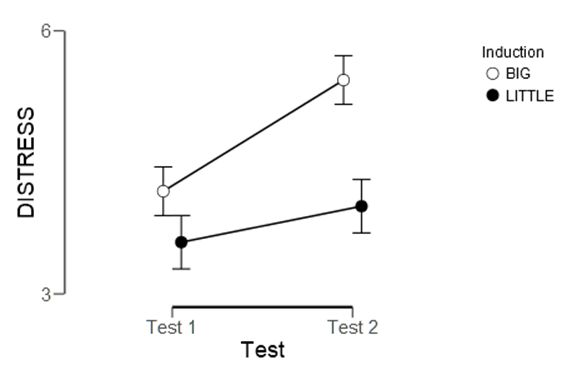 6
3
DISTRESS
Test 1
Test 2
Test
Induction
BIG
LITTLE